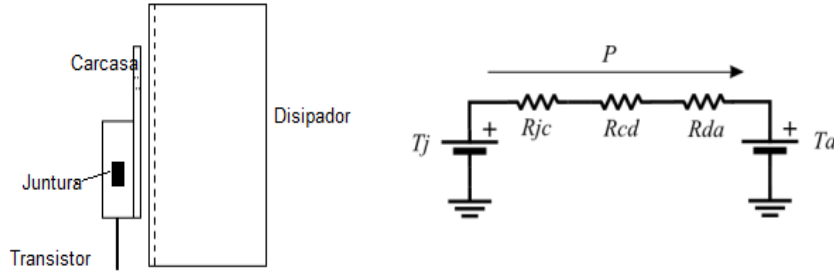 Carcasa
Disipador
Juntura
Transistor
P
Tj
+
Rjc
Rcd
Rda
+
Ta